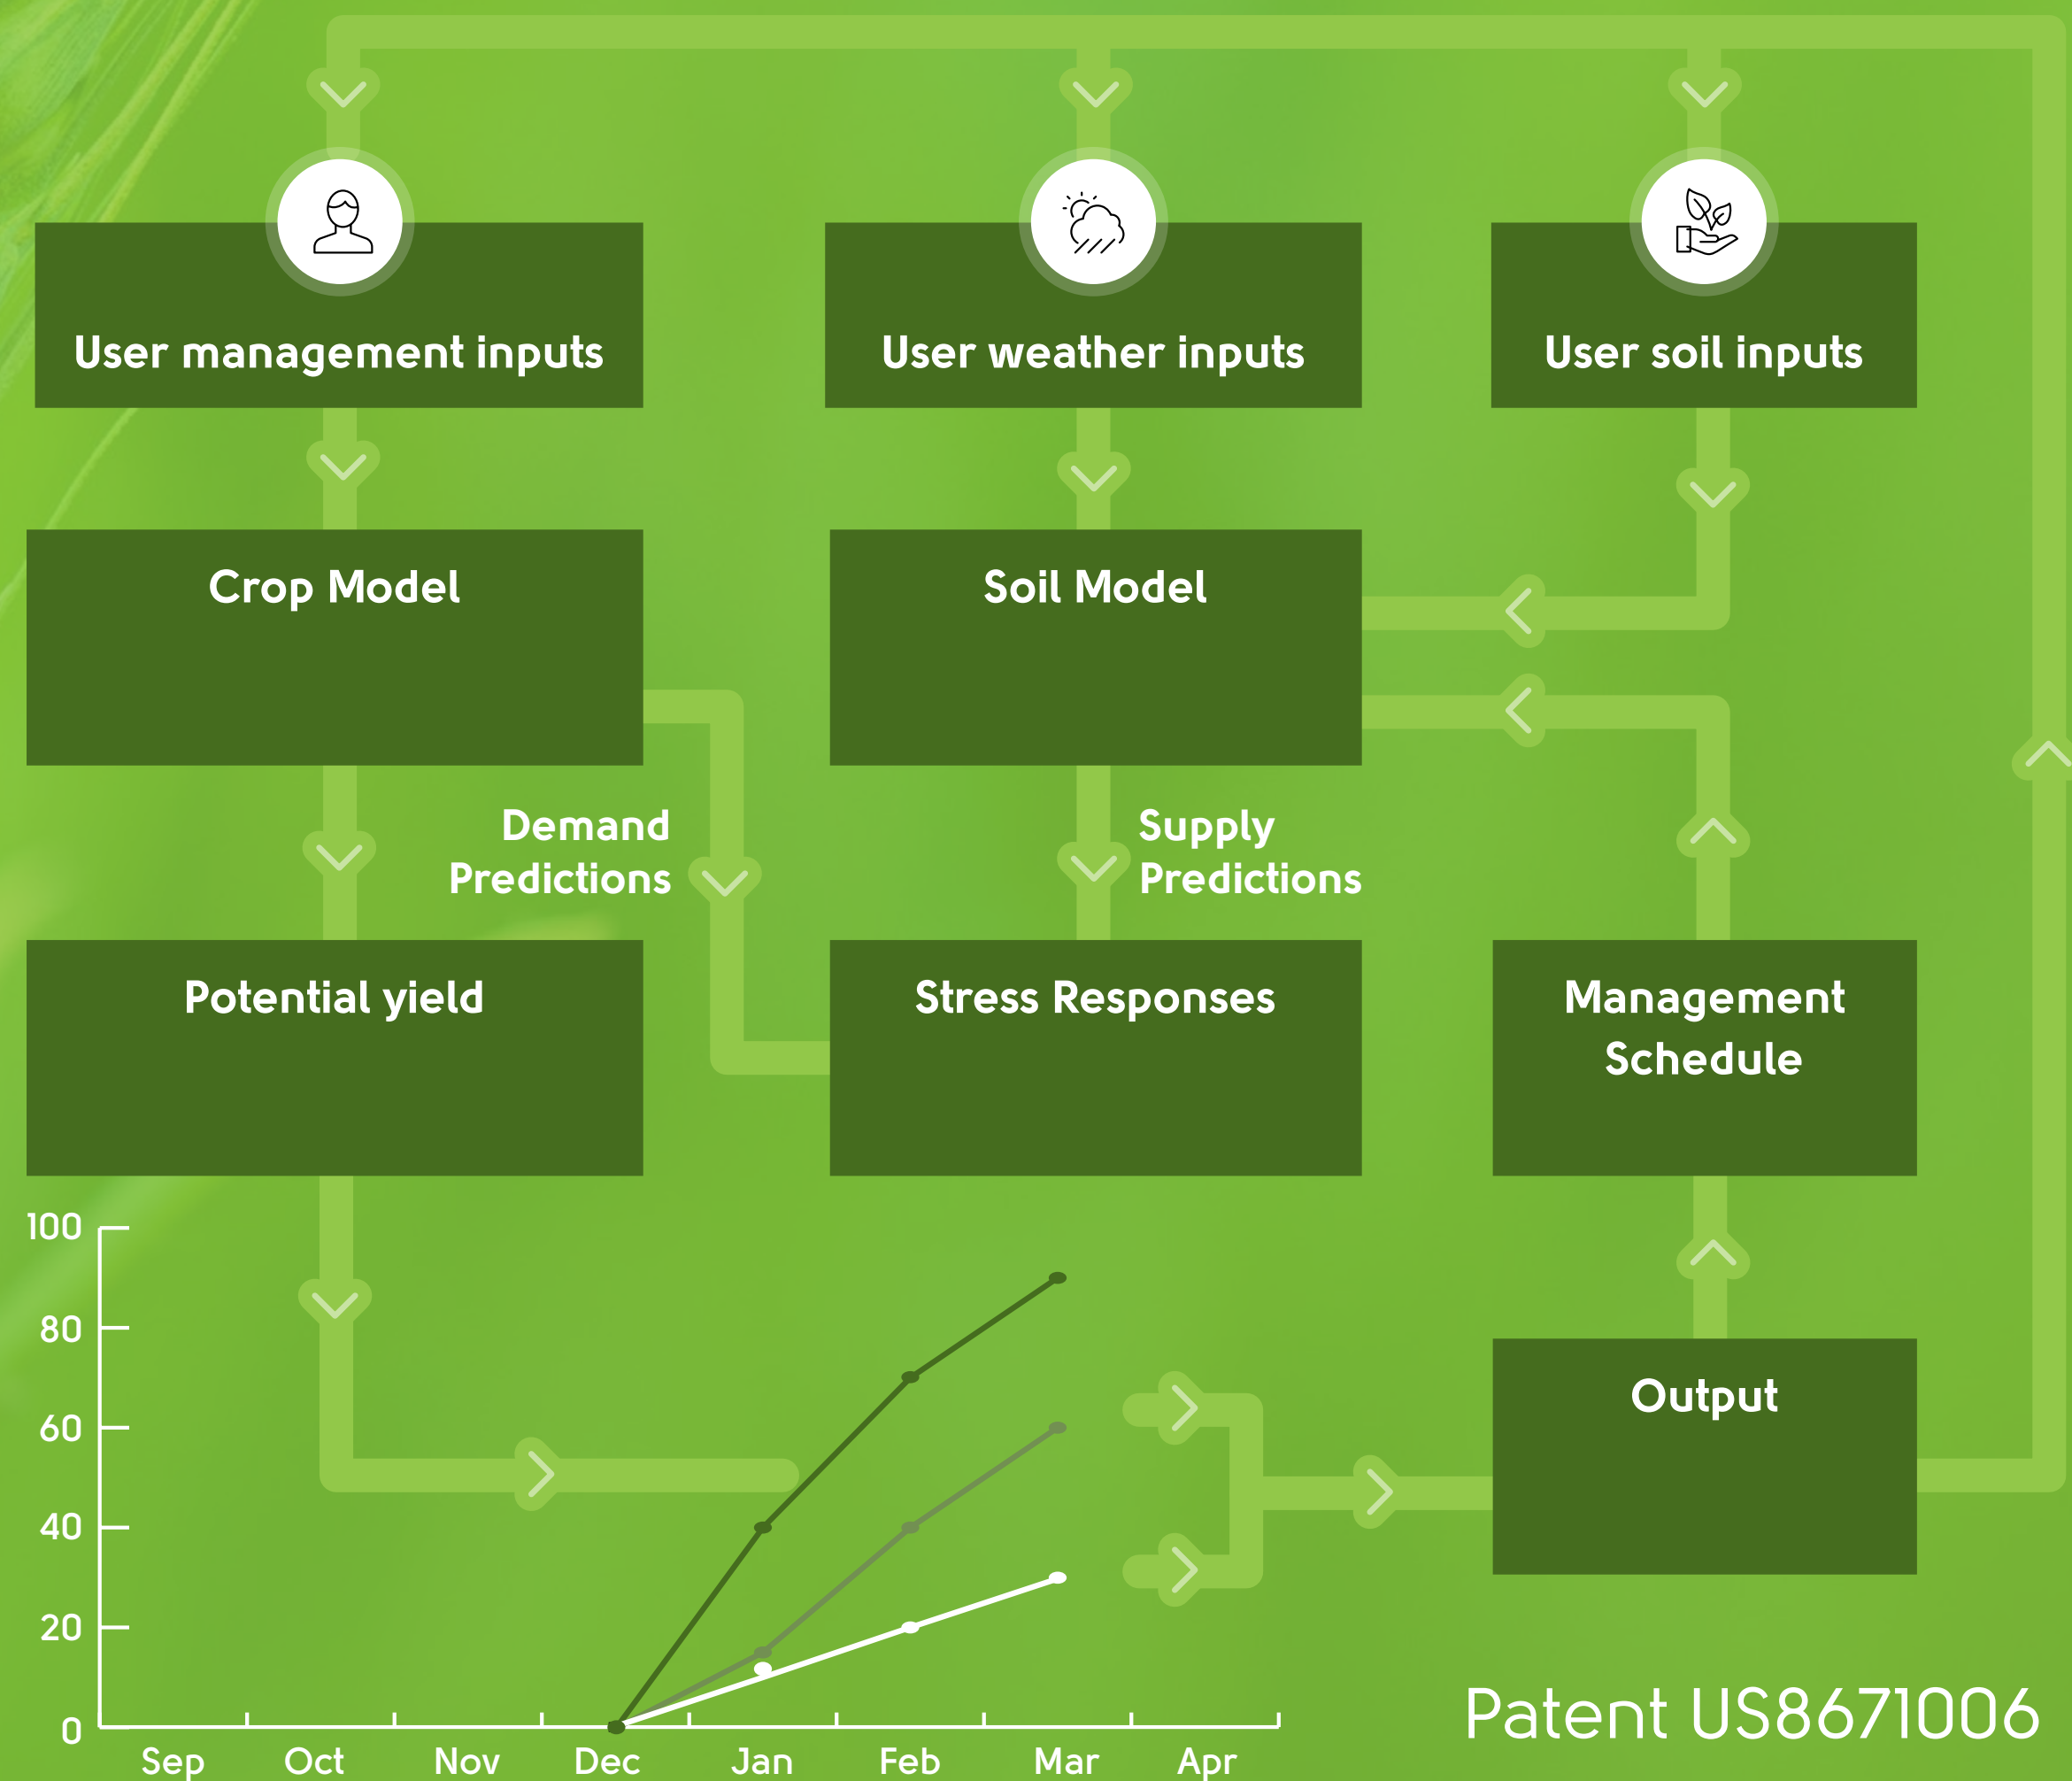 User management inputs
User weather inputs
User soil inputs
Crop Model
Soil Model
Demand
Predictions
Supply
Predictions
Potential yield
Stress Responses
Management
Schedule
Output
100
80
60
40
20
0
Sep Oct Nov Dec Jan Feb Mar Apr
Patent US8671006